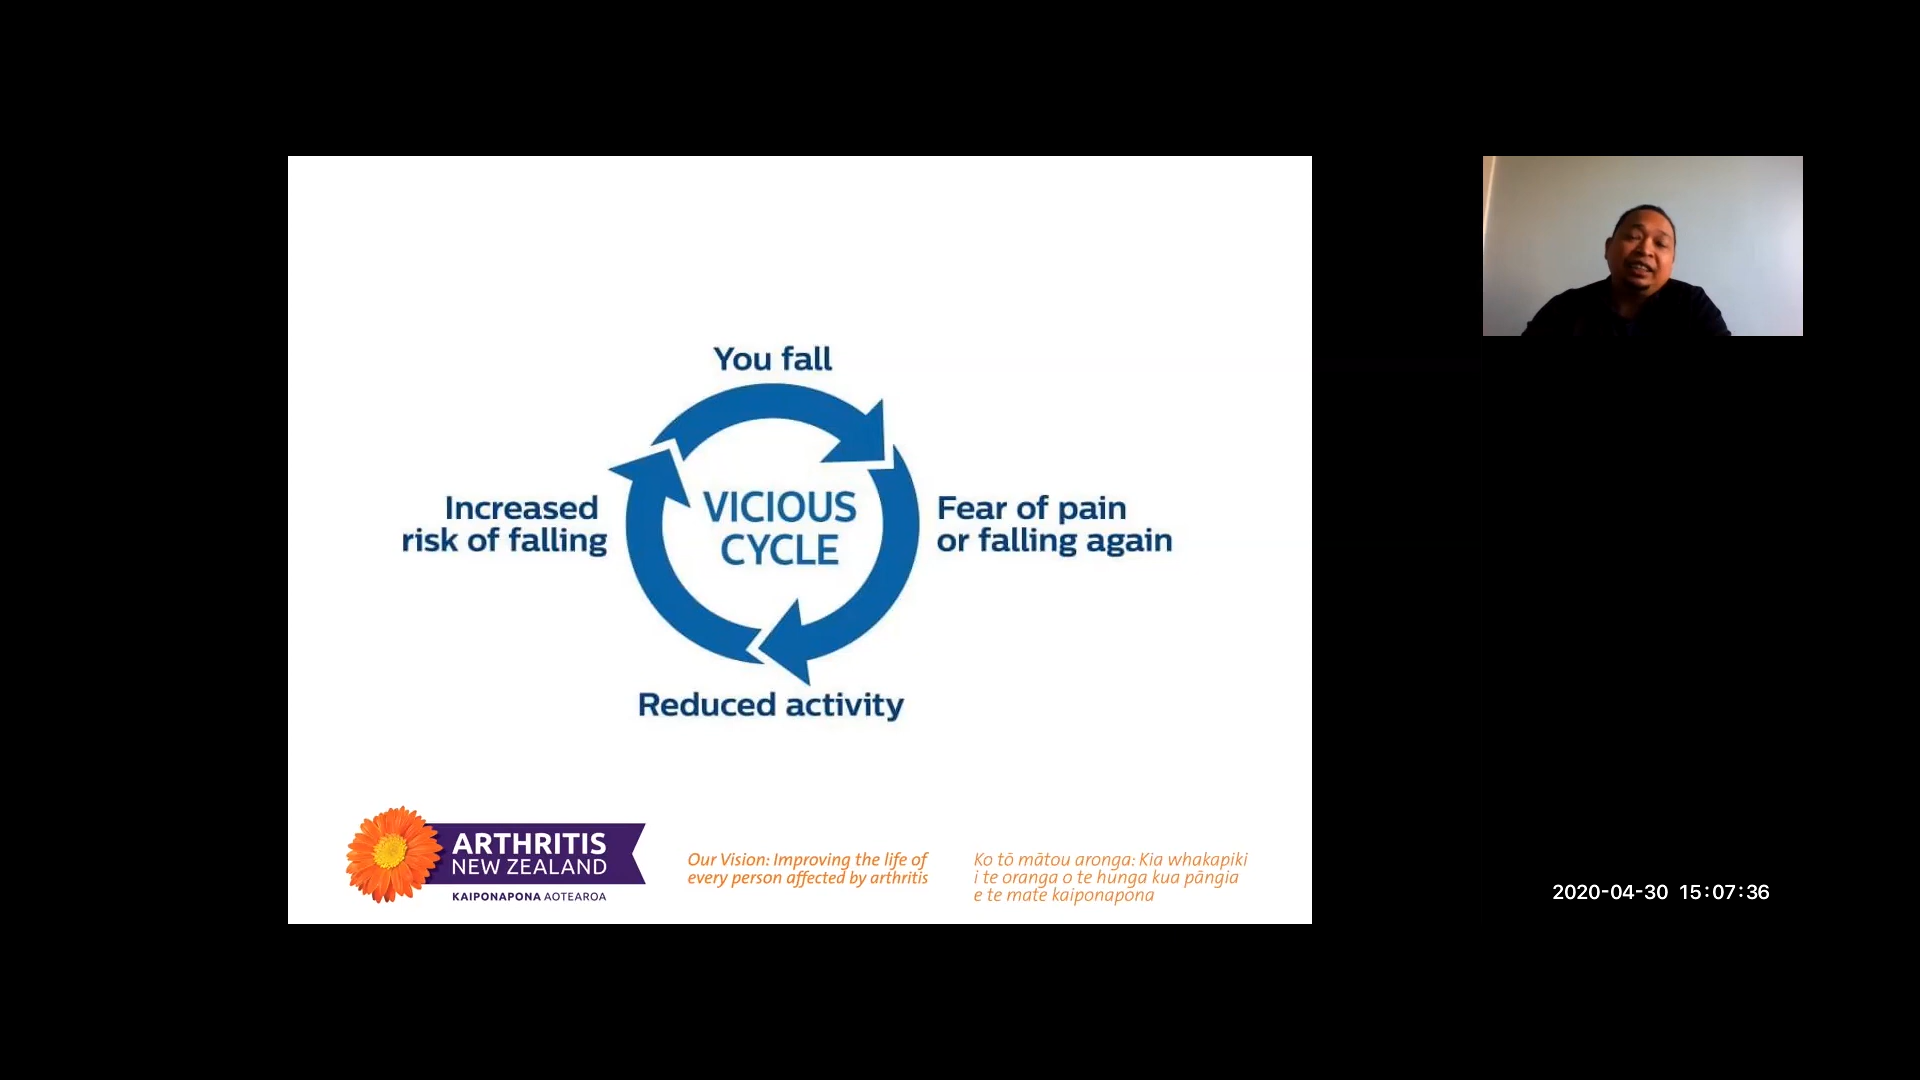 You fall
Increased
risk of falling
VICIOUS
CYCLE
Fear of pain
or falling again
Reduced activity
ARTHRITIS
NEW ZEALAND
KAIPONAPONA AOTEAROA
Our Vision: Improving the life of
every person affected by arthritis
Ko tō mātou aronga: Kia whakapiki
i te oranga o te hunga kua pāngia
e te mate kaiponapona
2020-04-30 15:07:36